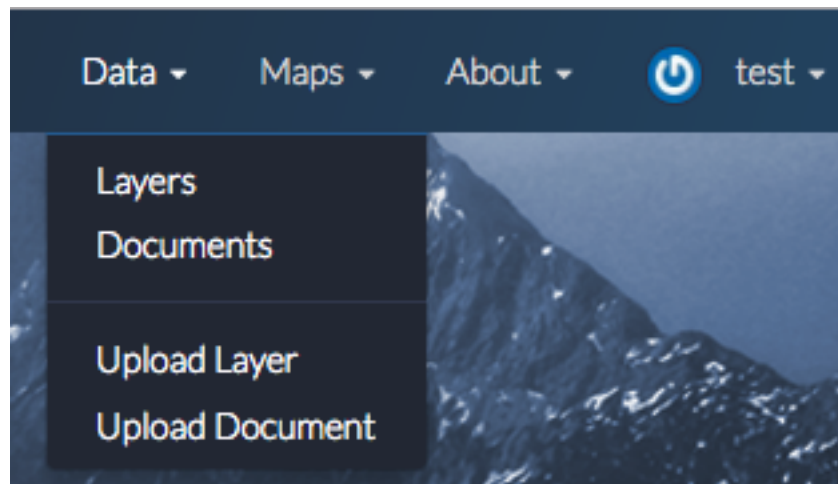 Data Maps About test
Layers
Documents
Upload Layer
Upload Document